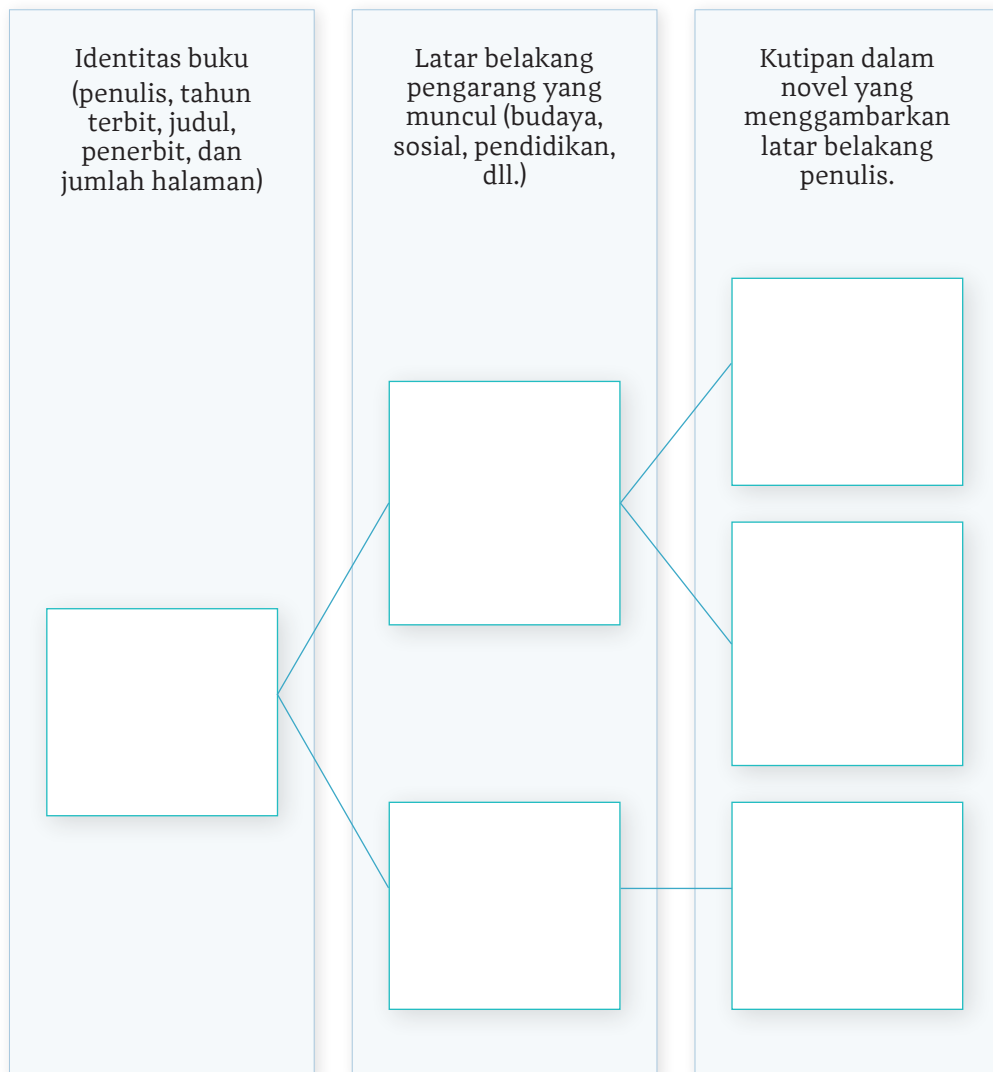 Identitas buku
(penulis, tahun
terbit, judul,
penerbit, dan
jumlah halaman)
Latar belakang
pengarang yang
muncul (budaya,
sosial, pendidikan,
dll.)
Kutipan dalam
novel yang
menggambarkan
latar belakang
penulis.